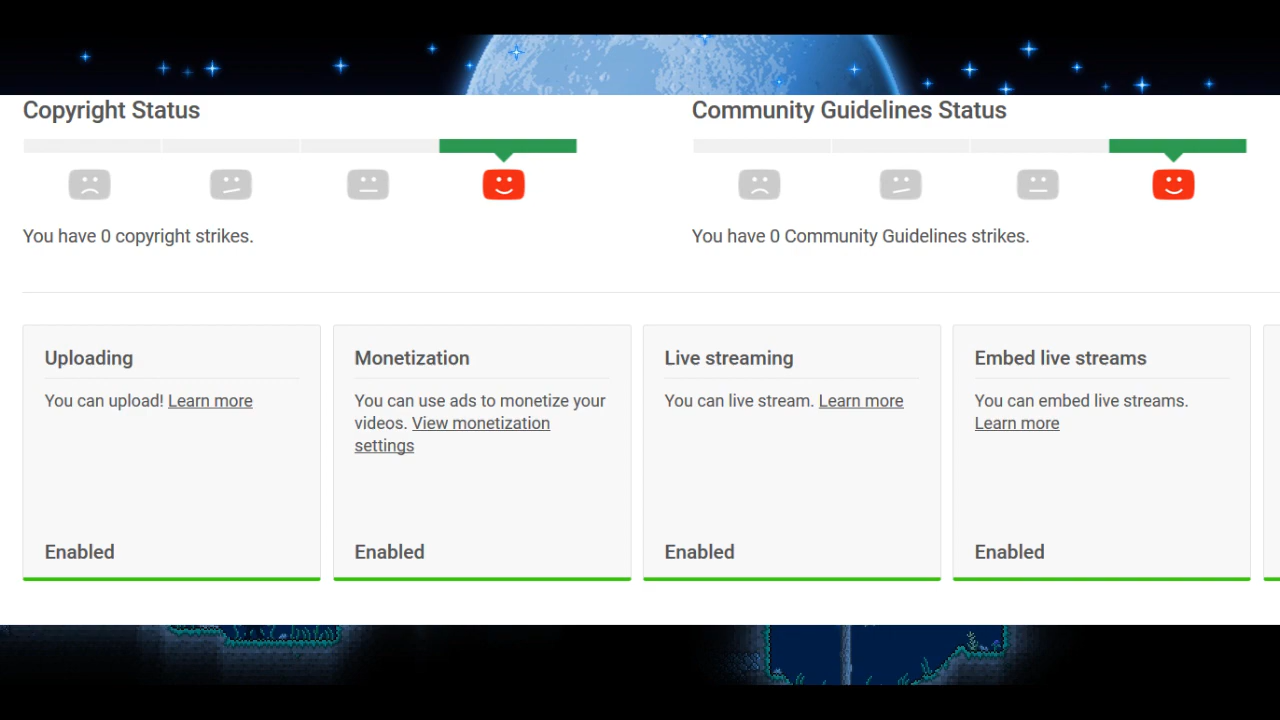 Copyright Status
Community Guidelines Status
You have 0 copyright strikes.
You have 0 Community Guidelines strikes.
Uploading
You can upload! Learn more
Enabled
Monetization
You can use ads to monetize your
videos. View monetization
settings
Enabled
Live streaming
You can live stream. Learn more
Enabled
Embed live streams
You can embed live streams.
Learn more
Enabled